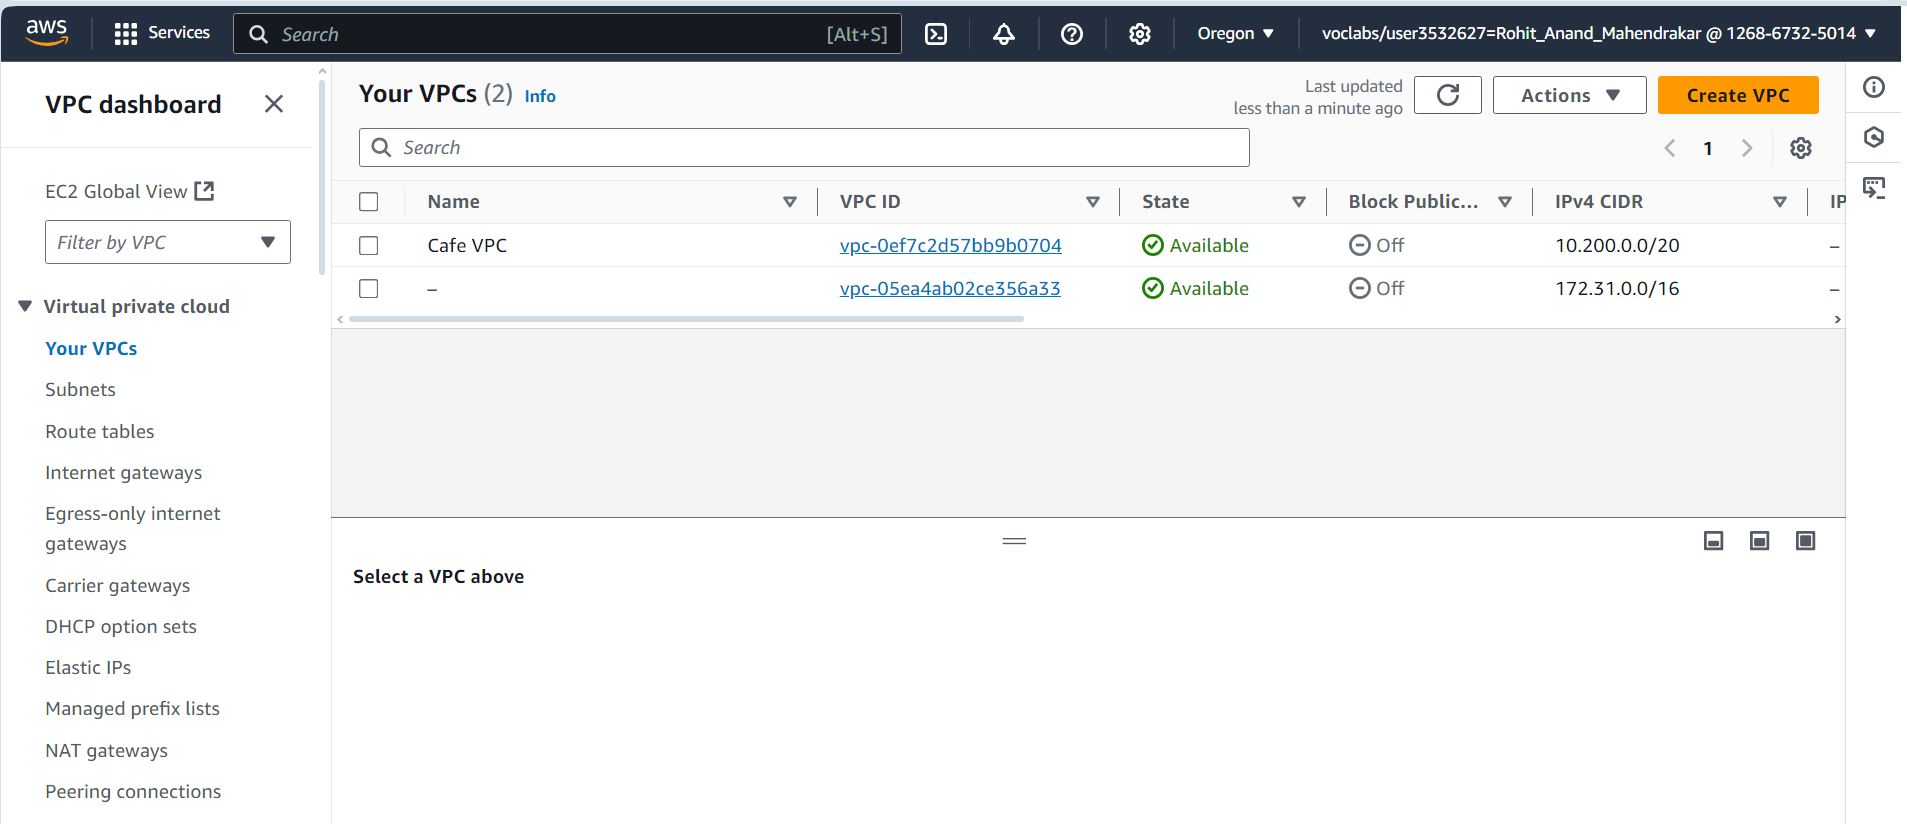 aws
Services
Search [Alt+S]
Oregon
voclabs/user3532627=Rohit_Anand_Mahendrakar @ 1268-6732-5014
VPC dashboard
EC2 Global View
Filter by VPC
Virtual private cloud
Your VPCs
Subnets
Route tables
Internet gateways
Egress-only internet
gateways
Carrier gateways
DHCP option sets
Elastic IPs
Managed prefix lists
NAT gateways
Peering connections
Your VPCs (2) Info
Last updated
less than a minute ago
Actions
Create VPC
Search
1
Name VPC ID State Block Public... IPv4 CIDR IP
Cafe VPC vpc-0ef7c2d57bb9b0704 Available Off 10.200.0.0/20 –
– vpc-05ea4ab02ce356a33 Available Off 172.31.0.0/16 –
Select a VPC above